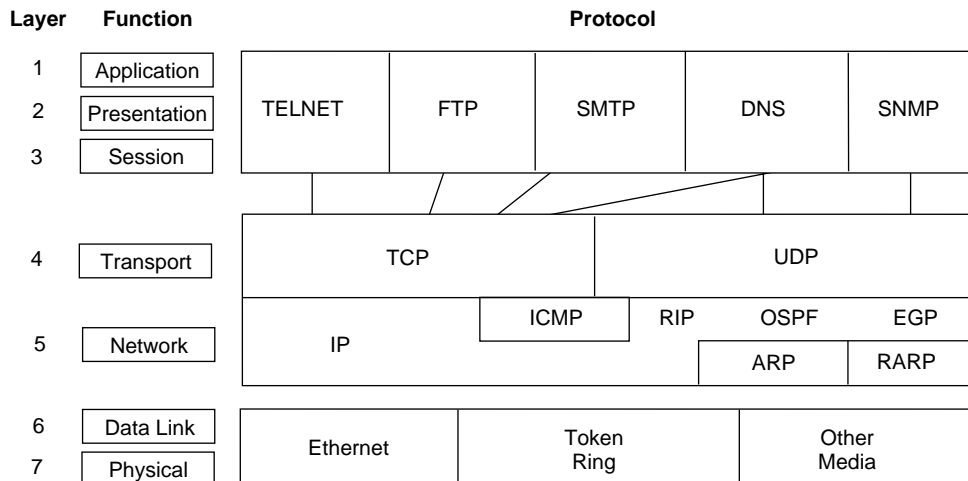 Layer Function Protocol
1 Application
2 Presentation TELNET FTP SMTP DNS SNMP
3 Session
4 Transport TCP UDP
ICMP RIP OSPF EGP
5 Network IP
ARP RARP
6 Data Link
Ethernet Token Ring Other Media
7 Physical